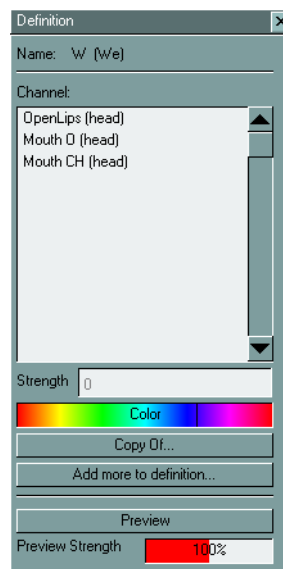 Definition
Name: W (We)
Channel:
OpenLips (head)
Mouth O (head)
Mouth CH (head)
Strength 0
Color
Copy Of...
Add more to definition...
Preview
Preview Strength 100%